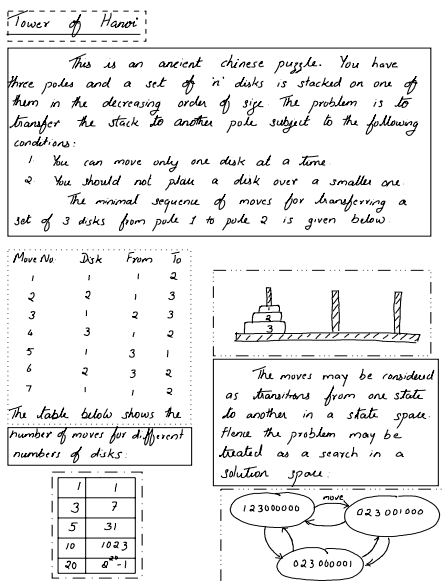 Tower of Hanoi
This is an ancient chinese puzzle. You have
three poles and a set of 'n' disks is stacked on one of
them in the decreasing order of size. The problem is to
transfer the stack to another pole subject to the following
conditions:
1. You can move only one disk at a time
2. You should not place a disk over a smaller one.
The minimal sequence of moves for transferring a
set of 3 disks from pole 1 to pole 2 is given below
Move No. Disk From To
1 1 1 2
2 2 1 3
3 1 2 3
4 3 1 2
5 1 3 1
6 2 3 2
7 1 1 2
The table below shows the
number of moves for different
numbers of disks:
1 1
3 7
5 31
10 1023
20 2^20-1
1
2
3
The moves may be considered
as transitions from one state
to another in a state space.
Hence the problem may be
treated as a search in a
solution space:
move
123000000
023001000
023000001